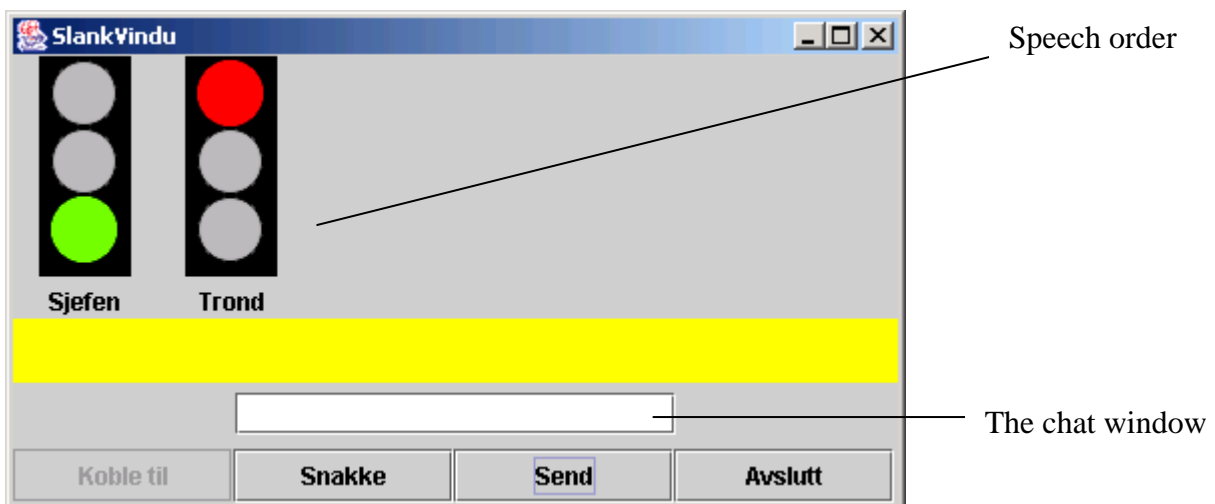 SlankVindu
Speech order
Sjefen Trond
The chat window
Koble til Snakke Send Avslutt